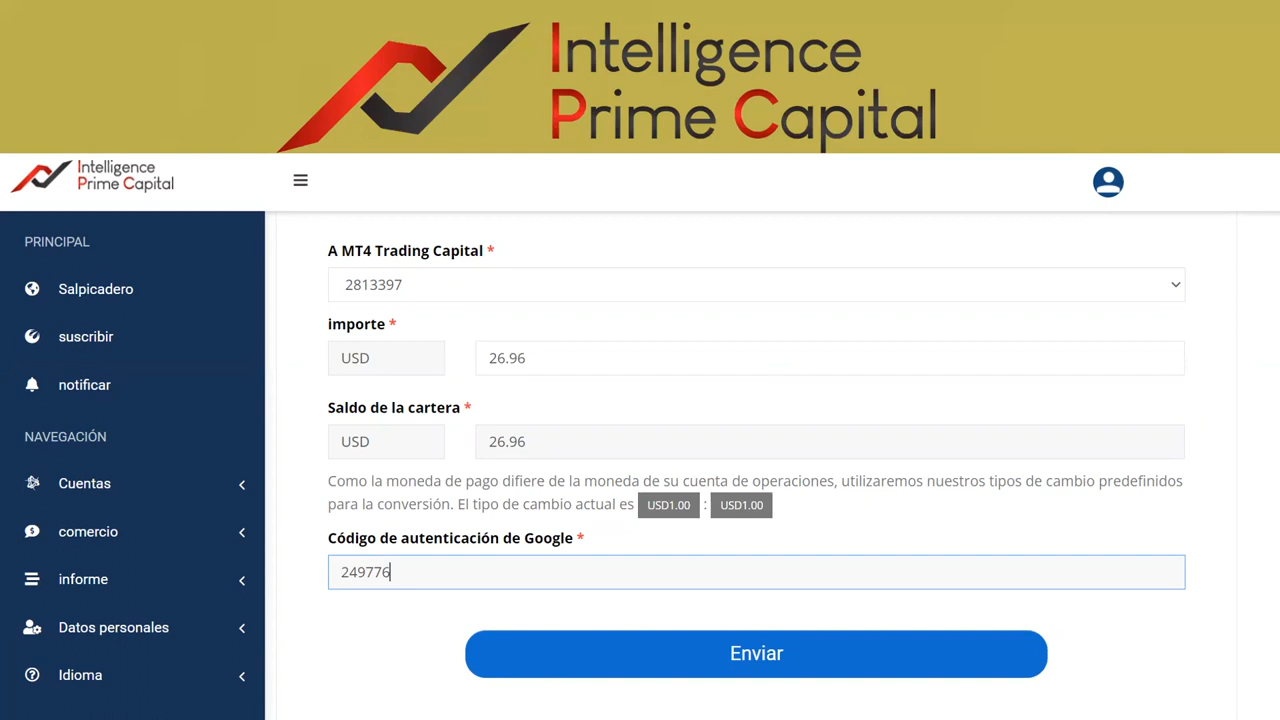 Intelligence
Prime Capital
Intelligence
Prime Capital
PRINCIPAL
Salpicadero
suscribir
notificar
NAVEGACIÓN
Cuentas
comercio
informe
Datos personales
Idioma
A MT4 Trading Capital *
2813397
importe *
USD 26.96
Saldo de la cartera *
USD 26.96
Como la moneda de pago difiere de la moneda de su cuenta de operaciones, utilizaremos nuestros tipos de cambio predefinidos
para la conversión. El tipo de cambio actual es USD1.00 : USD1.00
Código de autenticación de Google *
249776
Enviar